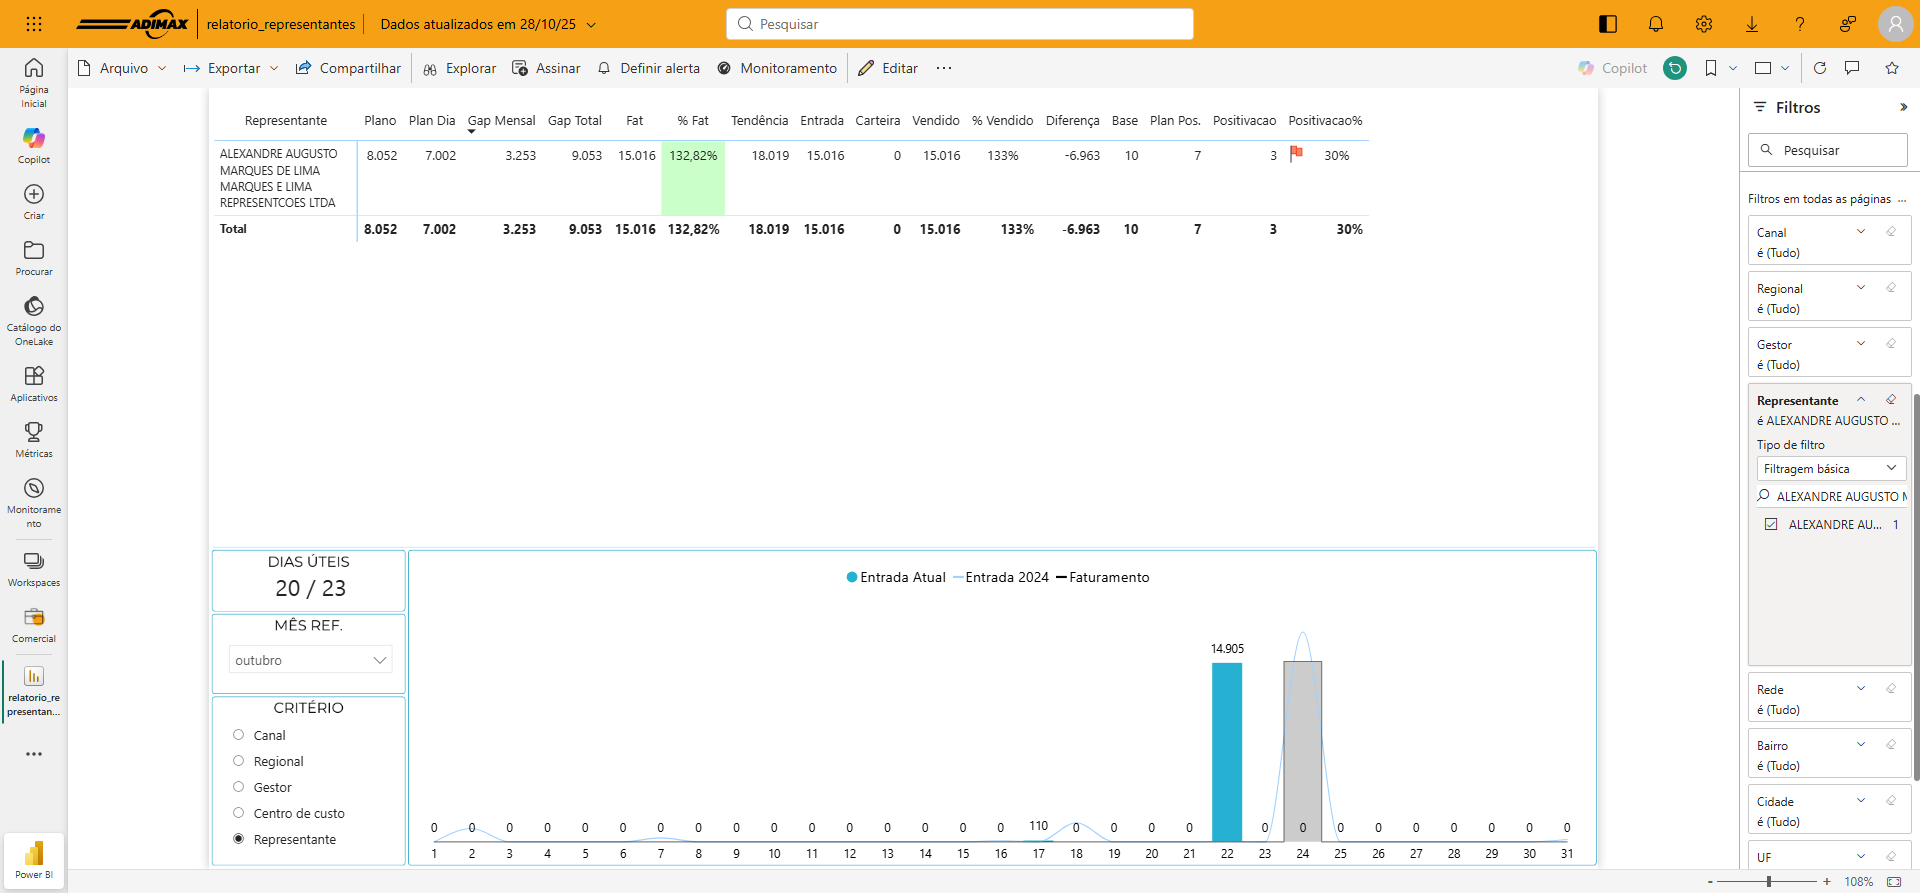 ADIMAX relatorio_representantes Dados atualizados em 28/10/25 Pesquisar
Arquivo Exportar Compartilhar Explorar Assinar Definir alerta Monitoramento Editar ... Copilot
Página
Inicial
Copilot
Criar
Procurar
Catálogo do
OneLake
Aplicativos
Métricas
Monitorame
nto
Workspaces
Comercial
relatorio_re
presentan...
Power BI
Representante Plano Plan Dia Gap Mensal Gap Total Fat % Fat Tendência Entrada Carteira Vendido % Vendido Diferença Base Plan Pos. Positivacao Positivacao%
ALEXANDRE AUGUSTO 8.052 7.002 3.253 9.053 15.016 132,82% 18.019 15.016 0 15.016 133% -6.963 10 7 3 30%
MARQUES DE LIMA
MARQUES E LIMA
REPRESENTCOES LTDA
Total 8.052 7.002 3.253 9.053 15.016 132,82% 18.019 15.016 0 15.016 133% -6.963 10 7 3 30%
DIAS ÚTEIS
20 / 23
MÊS REF.
outubro
CRITÉRIO
Canal
Regional
Gestor
Centro de custo
Representante
Entrada Atual Entrada 2024 Faturamento
14.905
0 0 0 0 0 0 0 0 0 0 0 0 0 0 0 0 110 0 0 0 0 0 0 0 0 0 0 0 0 0
1 2 3 4 5 6 7 8 9 10 11 12 13 14 15 16 17 18 19 20 21 22 23 24 25 26 27 28 29 30 31
Filtros
Pesquisar
Filtros em todas as páginas ...
Canal
é (Tudo)
Regional
é (Tudo)
Gestor
é (Tudo)
Representante
é ALEXANDRE AUGUSTO ...
Tipo de filtro
Filtragem básica
ALEXANDRE AUGUSTO
ALEXANDRE AU... 1
Rede
é (Tudo)
Bairro
é (Tudo)
Cidade
é (Tudo)
UF
- + 108%